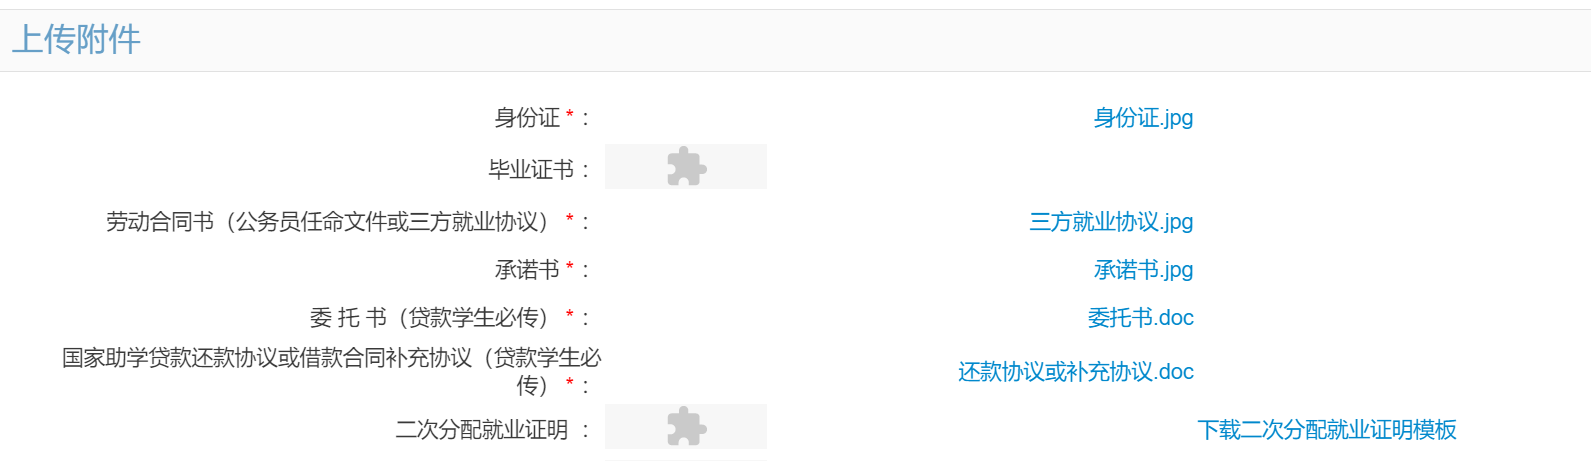 上传附件
身份证 * ： 身份证.jpg
毕业证书 ：
劳动合同书（公务员任命文件或三方就业协议） * ： 三方就业协议.jpg
承诺书 * ： 承诺书.jpg
委 托 书（贷款学生必传） * ： 委托书.doc
国家助学贷款还款协议或借款合同补充协议（贷款学生必
传） * ： 还款协议或补充协议.doc
二次分配就业证明 ： 下载二次分配就业证明模板